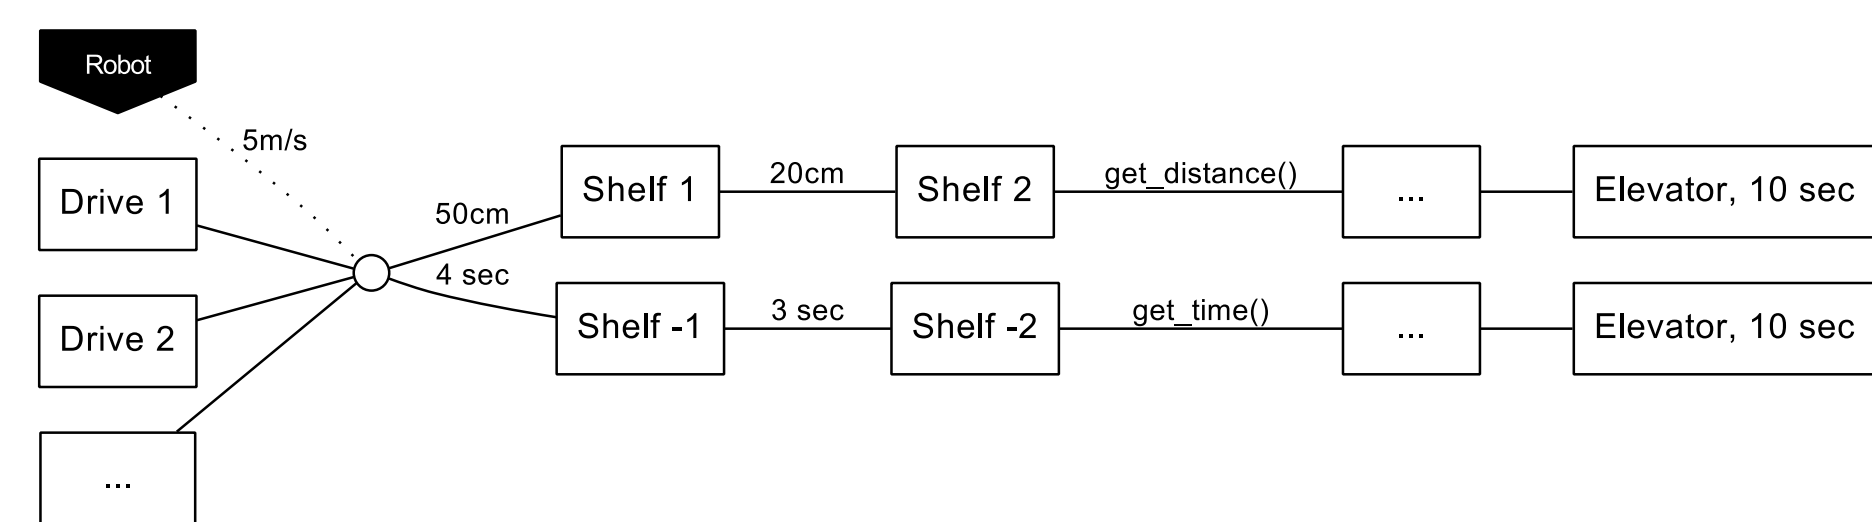 Robot
5m/s
Drive 1
50cm
Shelf 1
20cm
Shelf 2
get_distance()
...
Elevator, 10 sec
Drive 2
4 sec
Shelf -1
3 sec
Shelf -2
get_time()
...
Elevator, 10 sec
...